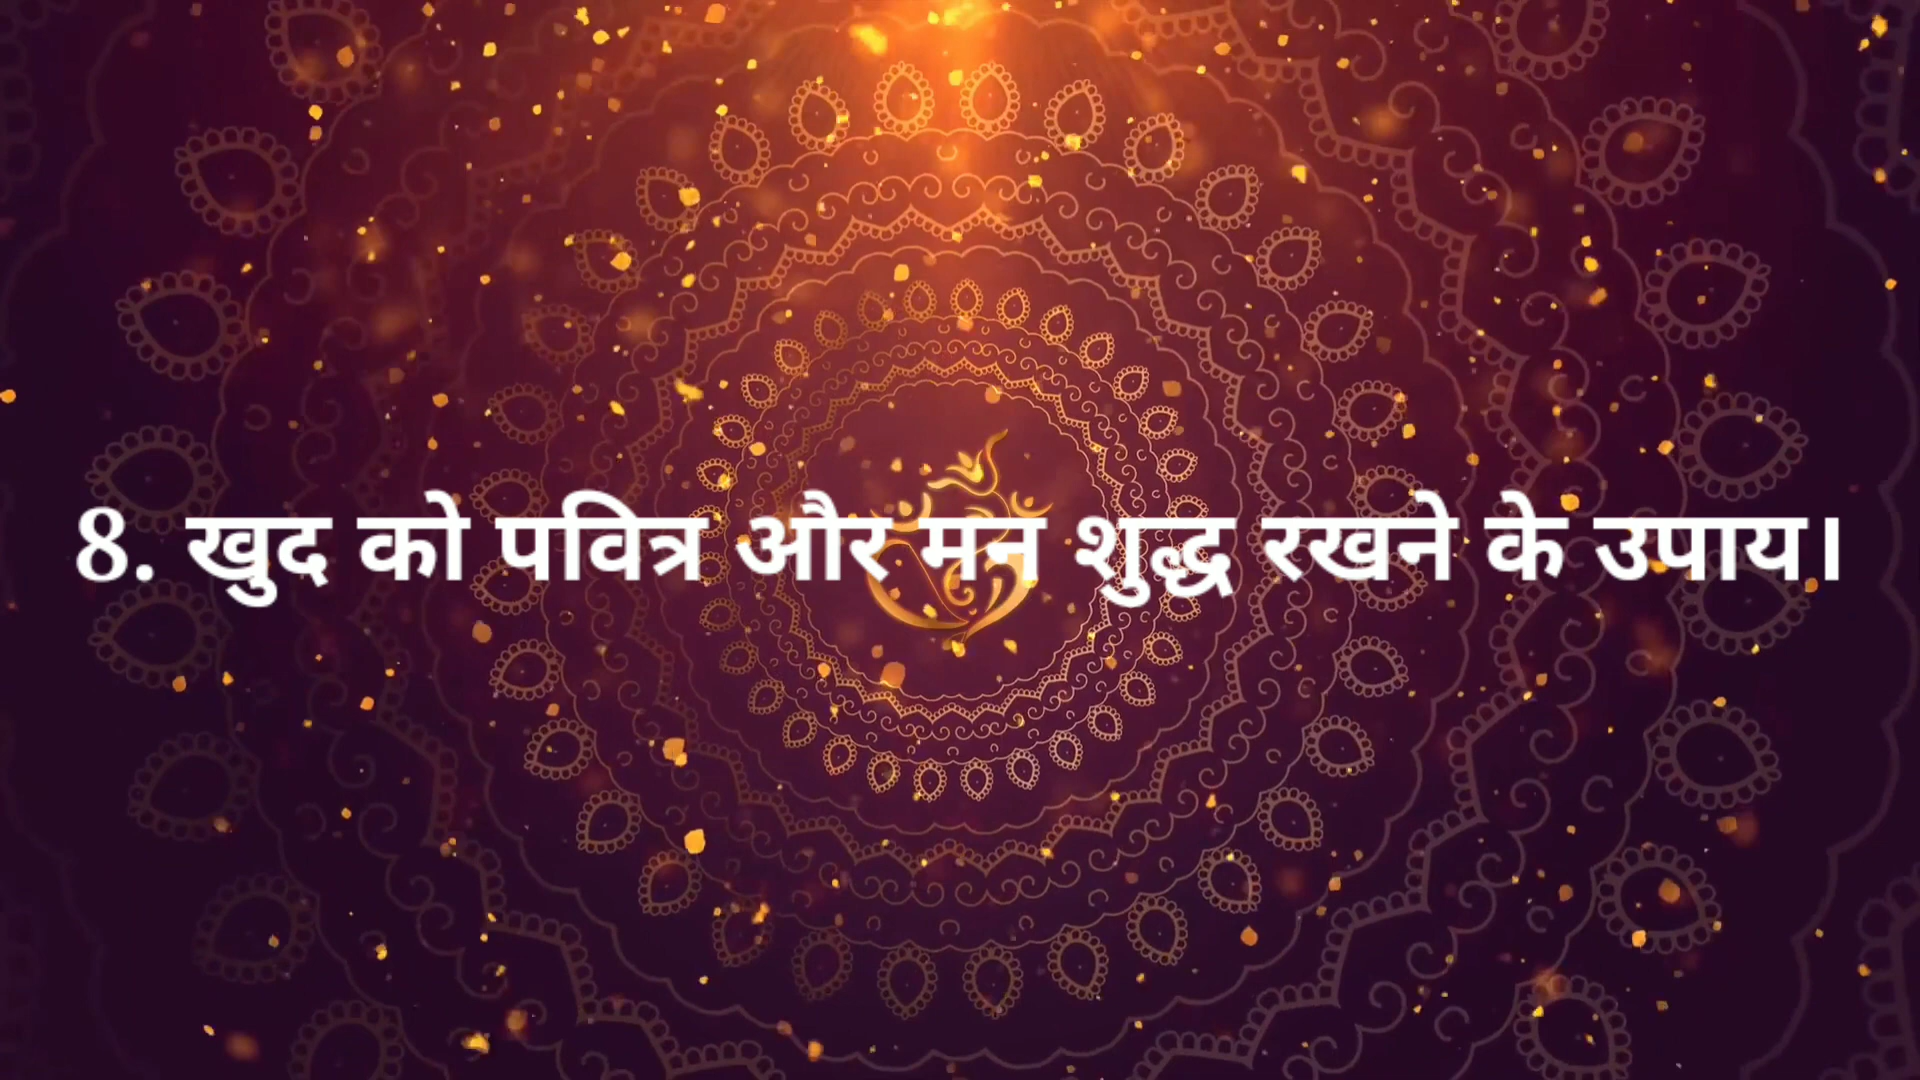 8. खुद को पवित्र और मन शुद्ध रखने के उपाय।